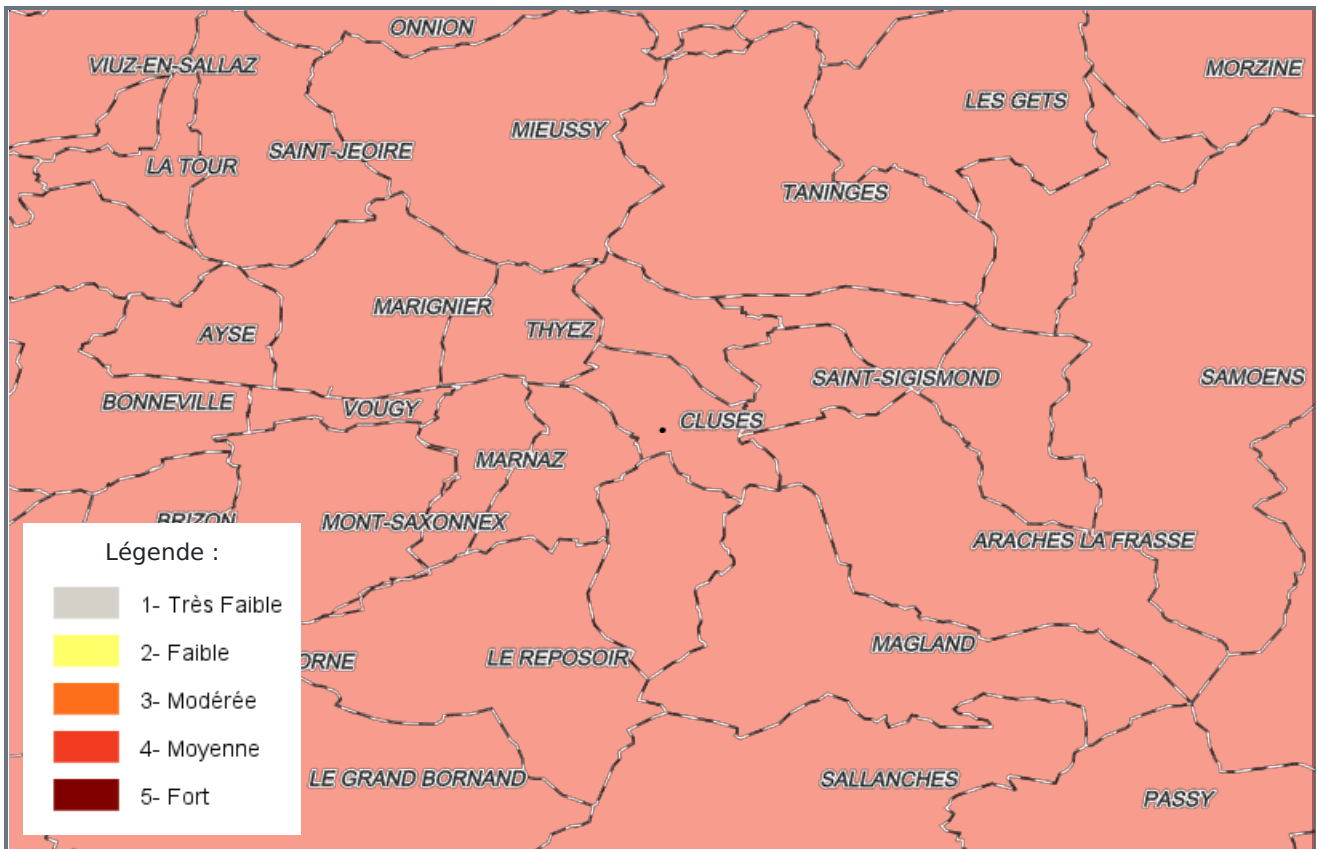 ONNION
VIUZ-EN-SALLAZ
MORZINE
LES GETS
MIEUSSY
SAINT-JEOIRE
LA TOUR
TANINGES
MARIGNIER
THYEZ
AYSE
SAINT-SIGISMOND
SAMOENS
BONNEVILLE
VOUGY
CLUSES
MARNAZ
BRIZON
MONT-SAXONNEX
ARACHES LA FRASSE
MAGLAND
ORNE
LE REPOSOIR
LE GRAND BORNAND
SALLANCHES
PASSY
Légende :
1- Très Faible
2- Faible
3- Modérée
4- Moyenne
5- Fort